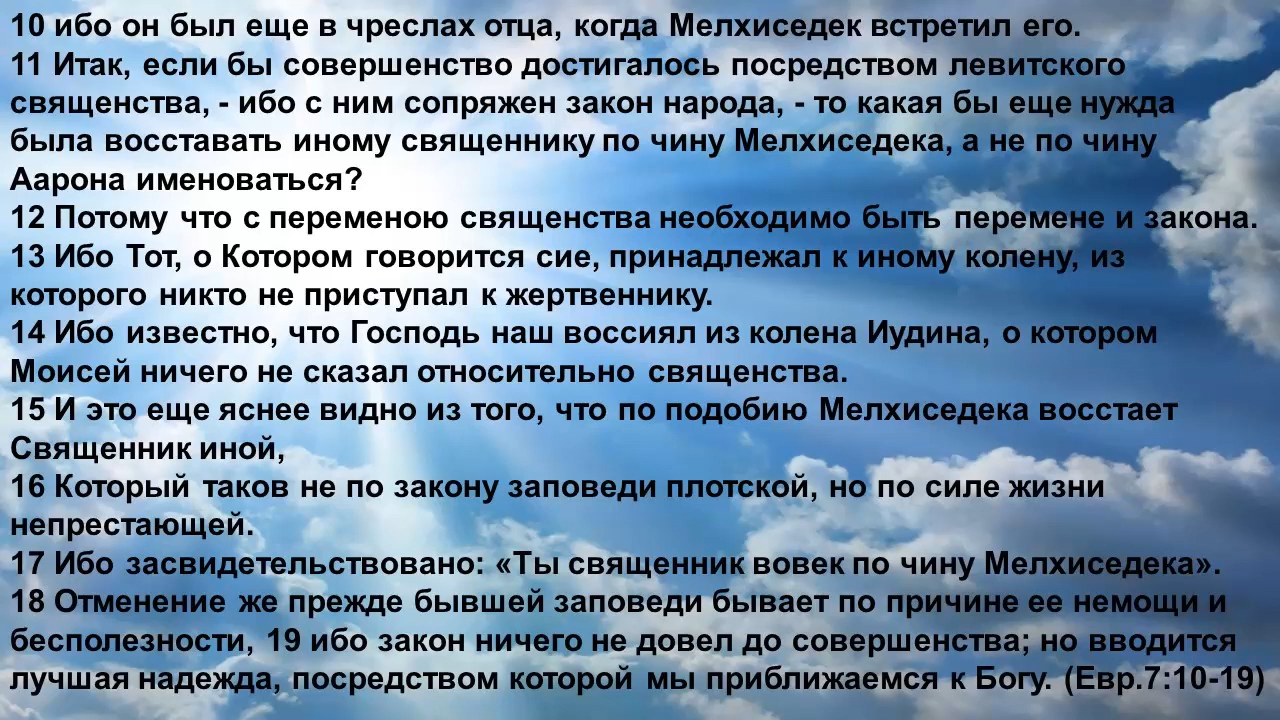 10 ибо он был еще в чреслах отца, когда Мелхиседек встретил его.
11 Итак, если бы совершенство достигалось посредством левитского
священства, - ибо с ним сопряжен закон народа, - то какая бы еще нужда
была восставать иному священнику по чину Мелхиседека, а не по чину
Аарона именоваться?
12 Потому что с переменою священства необходимо быть перемене и закона.
13 Ибо Тот, о Котором говорится сие, принадлежал к иному колену, из
которого никто не приступал к жертвеннику.
14 Ибо известно, что Господь наш воссиял из колена Иудина, о котором
Моисей ничего не сказал относительно священства.
15 И это еще яснее видно из того, что по подобию Мелхиседека восстает
Священник иной,
16 Который таков не по закону заповеди плотской, но по силе жизни
непрестающей.
17 Ибо засвидетельствовано: «Ты священник вовек по чину Мелхиседека».
18 Отменение же прежде бывшей заповеди бывает по причине ее немощи и
бесполезности, 19 ибо закон ничего не довел до совершенства; но вводится
лучшая надежда, посредством которой мы приближаемся к Богу. (Евр.7:10-19)